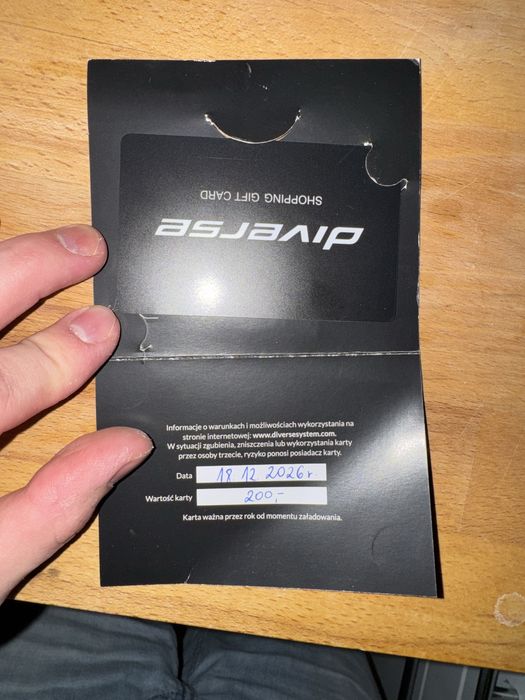 SHOPPING GIFT CARD
diverse
Informacje o warunkach i możliwościach wykorzystania na
stronie internetowej: www.diversesystem.com.
W sytuacji zgubienia, zniszczenia lub wykorzystania karty
przez osoby trzecie, ryzyko ponosi posiadacz karty.
Data 18 12 2026 r.
Wartość karty 200,-
Karta ważna przez rok od momentu załadowania.